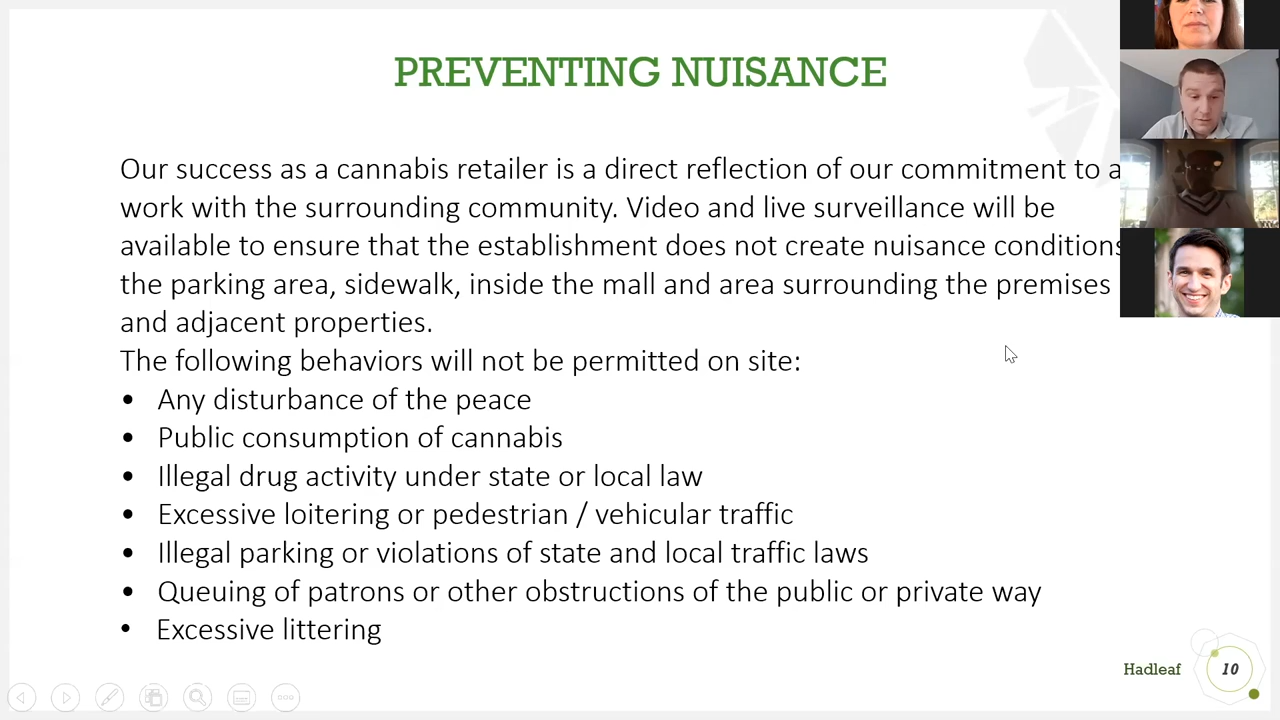 PREVENTING NUISANCE
Our success as a cannabis retailer is a direct reflection of our commitment to
work with the surrounding community. Video and live surveillance will be
available to ensure that the establishment does not create nuisance conditions
the parking area, sidewalk, inside the mall and area surrounding the premises
and adjacent properties.
The following behaviors will not be permitted on site:
• Any disturbance of the peace
• Public consumption of cannabis
• Illegal drug activity under state or local law
• Excessive loitering or pedestrian / vehicular traffic
• Illegal parking or violations of state and local traffic laws
• Queuing of patrons or other obstructions of the public or private way
• Excessive littering
Hadleaf 10